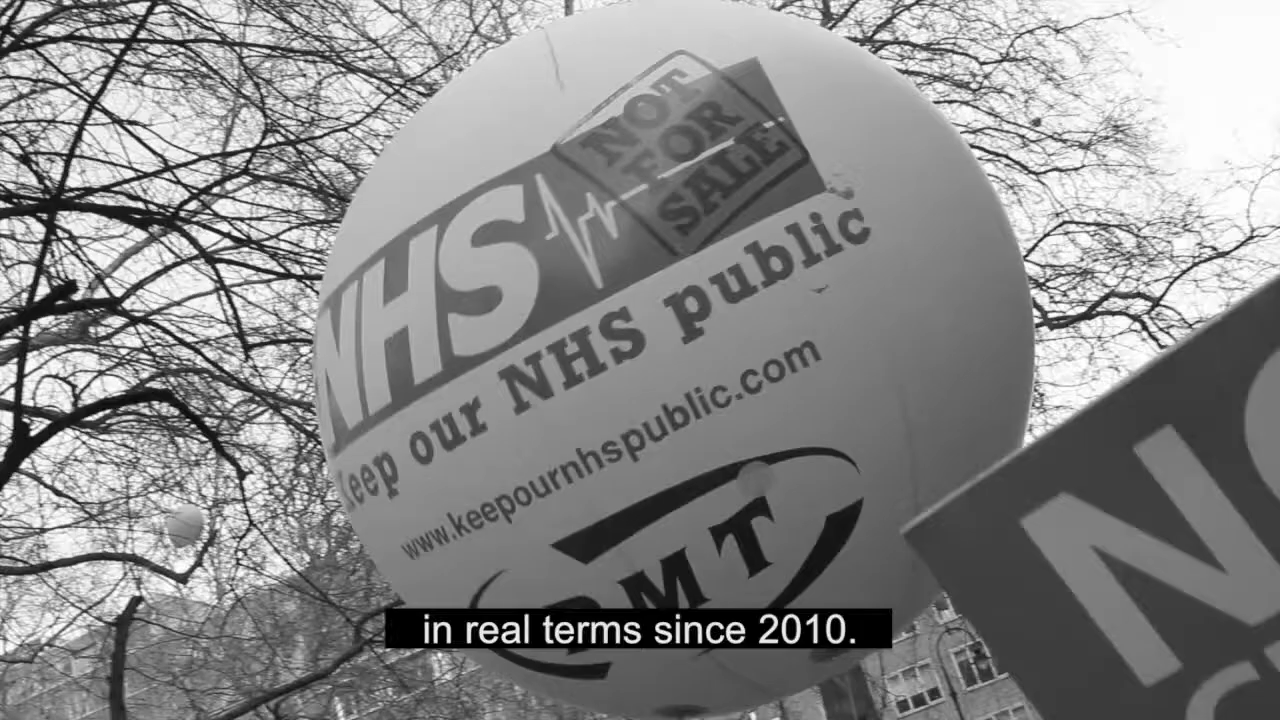 NOT
FOR
SALE
NHS
Keep our NHS public
www.keepournhspublic.com
RMT
in real terms since 2010.